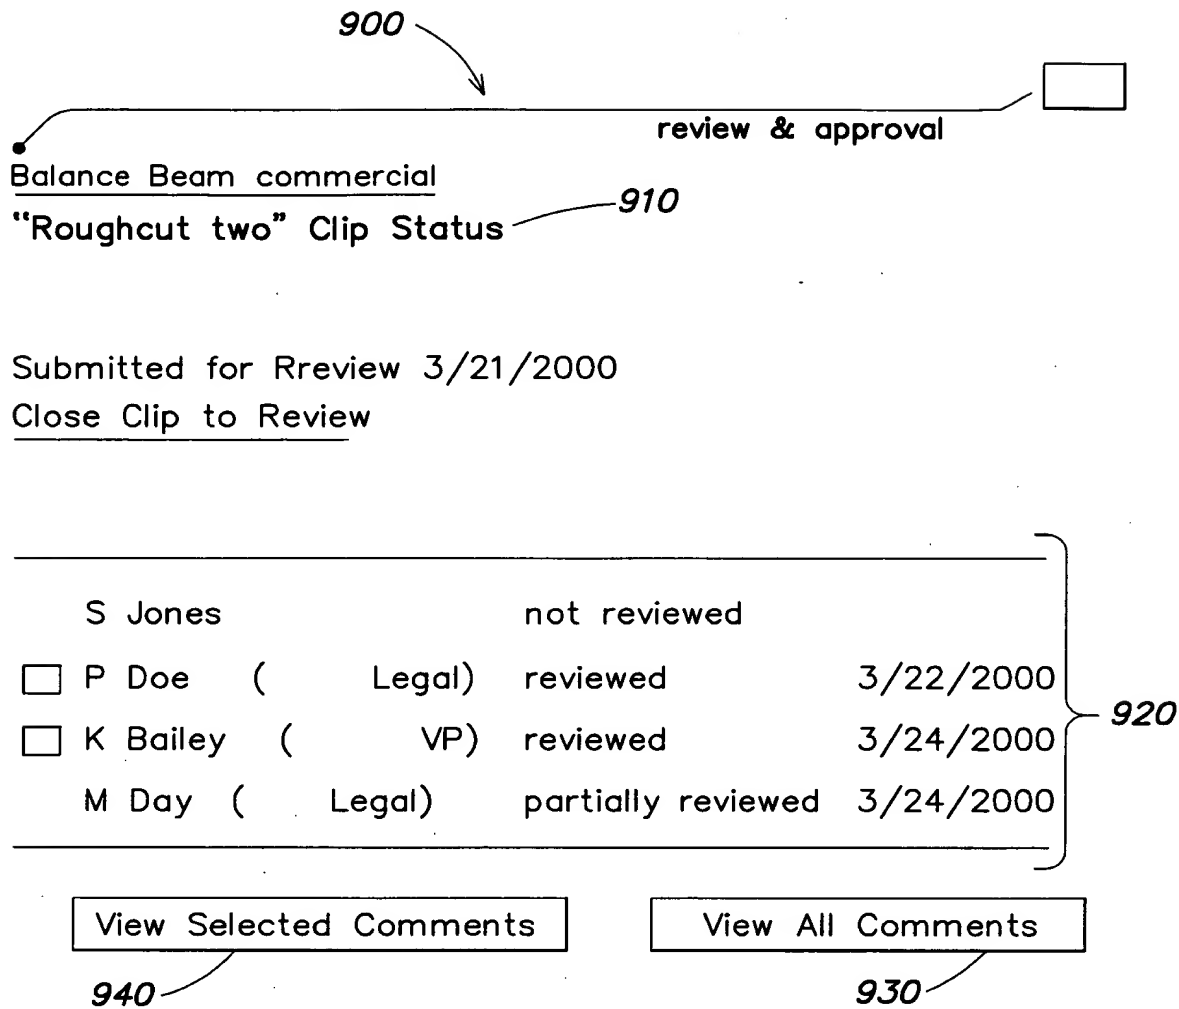 900
review & approval
Balance Beam commercial
"Roughcut two" Clip Status 910
Submitted for Rreview 3/21/2000
Close Clip to Review
S Jones not reviewed
P Doe ( Legal) reviewed 3/22/2000
K Bailey ( VP) reviewed 3/24/2000
920
M Day ( Legal) partially reviewed 3/24/2000
View Selected Comments View All Comments
940 930